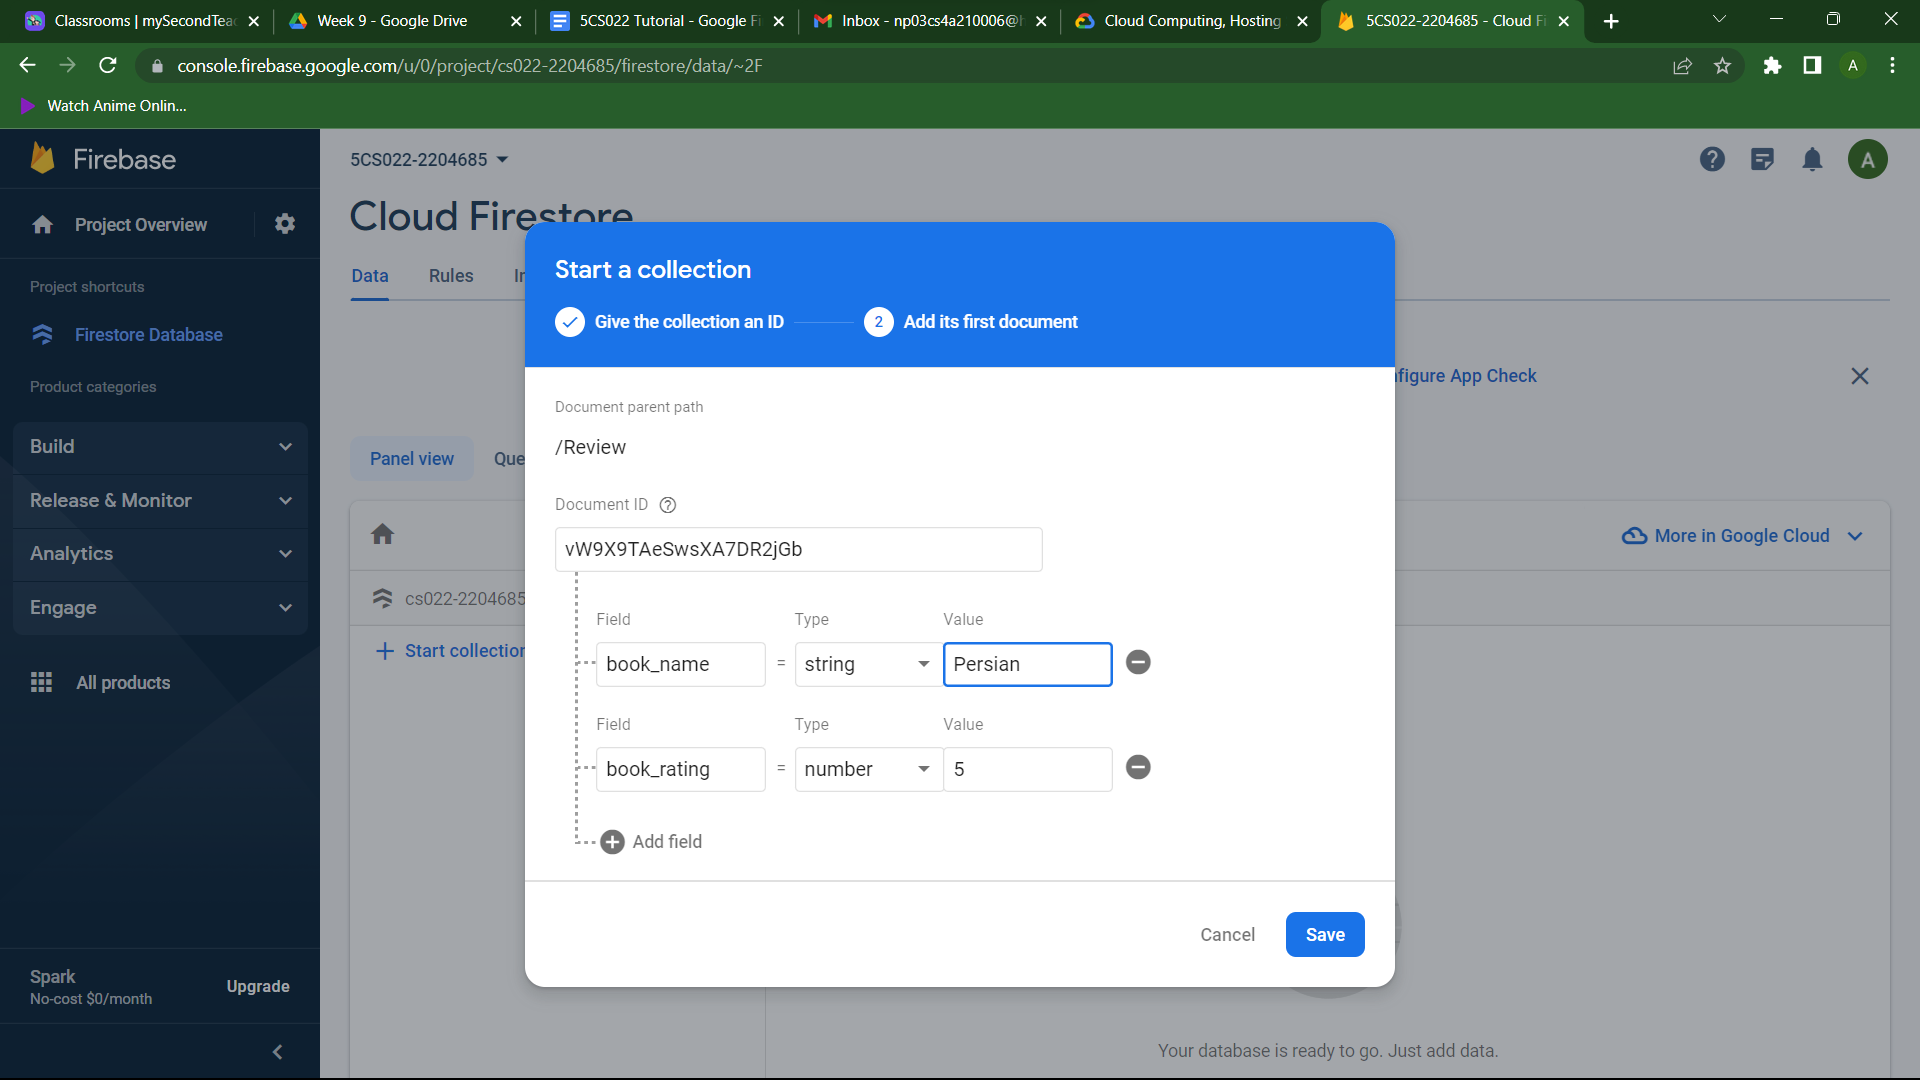 Classrooms | mySecondTeac
Week 9 - Google Drive
5CS022 Tutorial - Google Fi
Inbox - np03cs4a210006@h
Cloud Computing, Hosting
5CS022-2204685 - Cloud Fi
console.firebase.google.com/u/0/project/cs022-2204685/firestore/data/~2F
A
Watch Anime Onlin...
Firebase
5CS022-2204685
A
Project Overview
Cloud Firestore
Project shortcuts
Data
Rules
In
Start a collection
Give the collection an ID
2
Add its first document
Firestore Database
Product categories
nfigure App Check
Document parent path
/Review
Build
Panel view
Que
Release & Monitor
Document ID
vW9X9TAeSwsXA7DR2jGb
More in Google Cloud
Analytics
cs022-2204685
Engage
Field
Type
Value
Start collection
book_name
=
string
Persian
All products
Field
Type
Value
book_rating
=
number
5
Add field
Cancel
Save
Spark
No-cost $0/month
Upgrade
Your database is ready to go. Just add data.